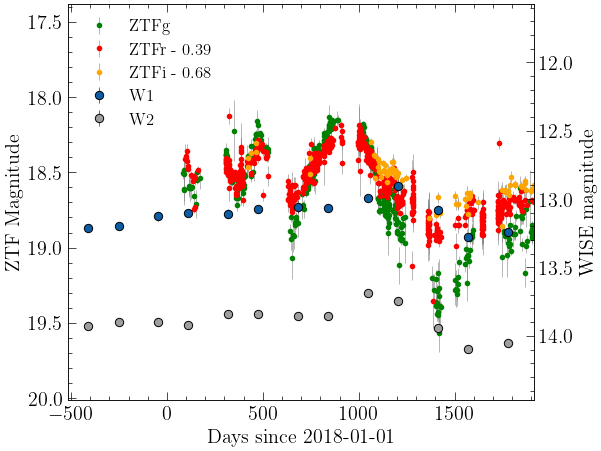 17.5
18.0
18.5
19.0
19.5
20.0
ZTF Magnitude
ZTFg
ZTFr - 0.39
ZTFi - 0.68
W1
W2
12.0
12.5
13.0
13.5
14.0
WISE magnitude
−500
0
500
1000
1500
Days since 2018-01-01